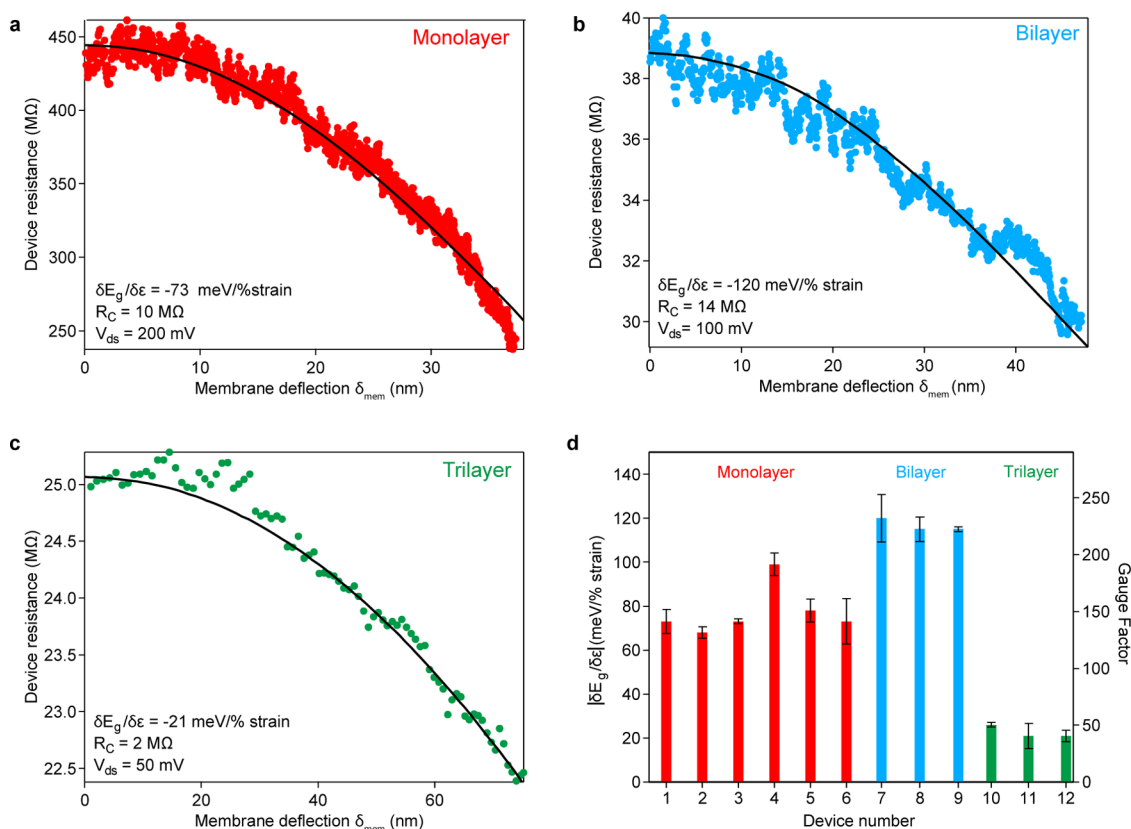 a
Monolayer
450
400
350
300
250
Device resistance (MΩ)
δEg/δε = -73 meV/%strain
RC = 10 MΩ
Vds = 200 mV
0 10 20 30
Membrane deflection δmem (nm)
b
Bilayer
40
38
36
34
32
30
Device resistance (MΩ)
δEg/δε = -120 meV/% strain
RC = 14 MΩ
Vds= 100 mV
0 10 20 30 40
Membrane deflection δmem (nm)
c
Trilayer
25.0
24.5
24.0
23.5
23.0
22.5
Device resistance (MΩ)
δEg/δε = -21 meV/% strain
RC = 2 MΩ
Vds = 50 mV
0 20 40 60
Membrane deflection δmem (nm)
d
Monolayer Bilayer Trilayer
140
120
100
80
60
40
20
0
|δEg/δε|(meV/% strain)
250
200
150
100
50
0
Gauge Factor
1 2 3 4 5 6 7 8 9 10 11 12
Device number